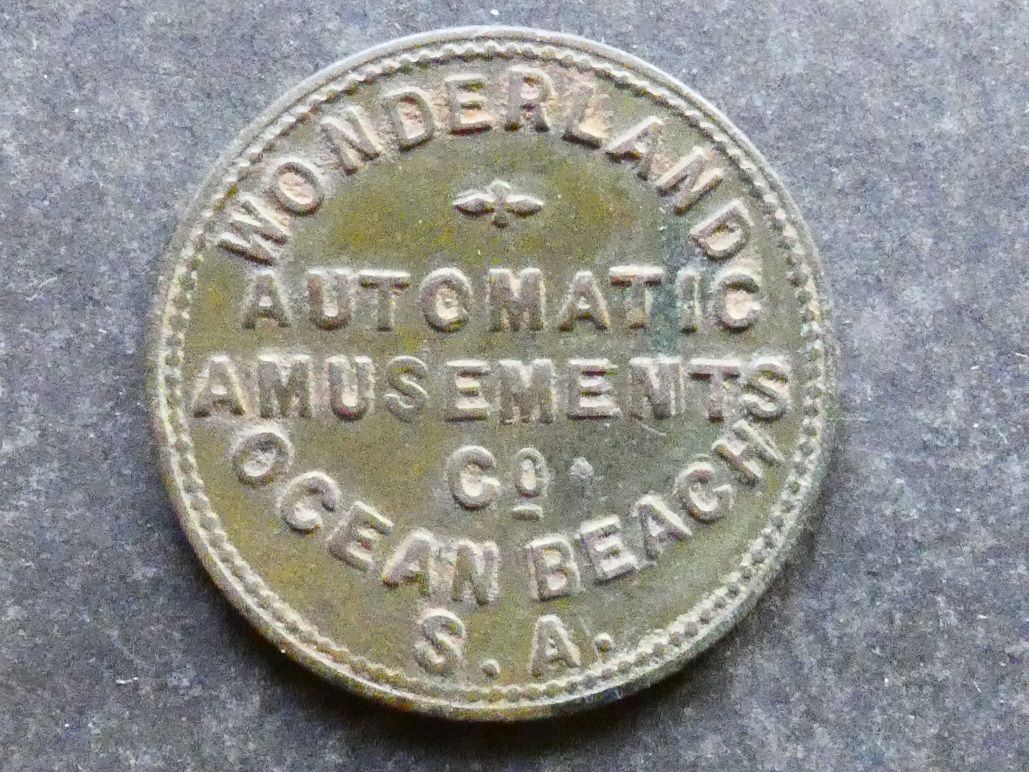 WONDERLAND
AUTOMATIC
AMUSEMENTS
Cº
OCEAN BEACH
S. A.